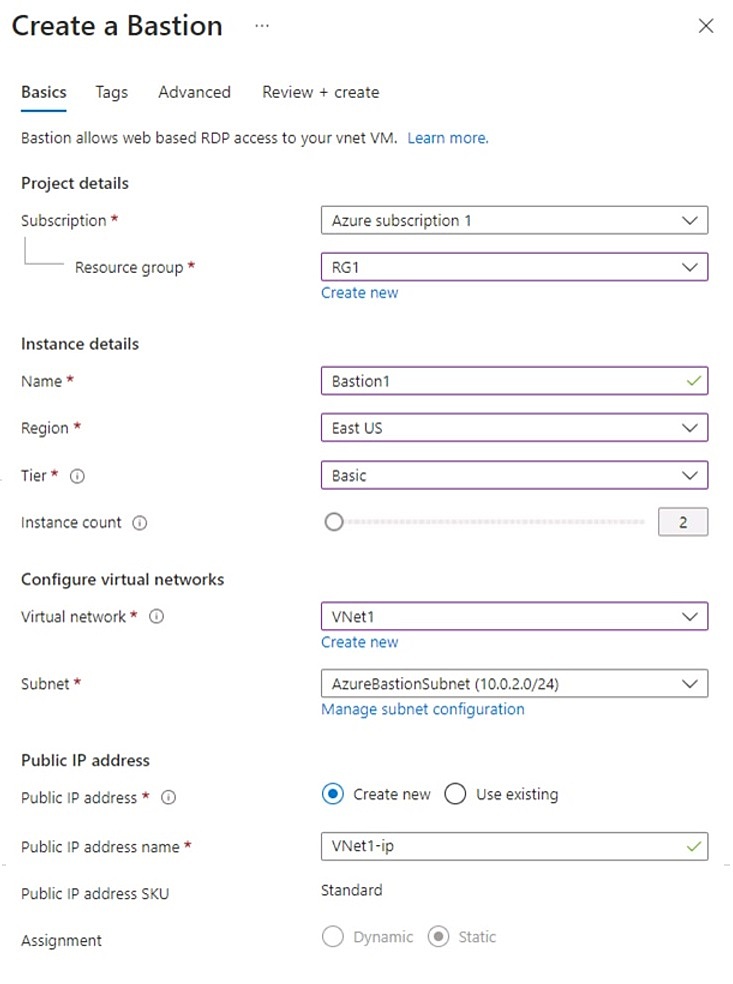 Create a Bastion ...
Basics Tags Advanced Review + create
Bastion allows web based RDP access to your vnet VM. Learn more.
Project details
Subscription * Azure subscription 1
Resource group * RG1
Create new
Instance details
Name * Bastion1
Region * East US
Tier * Basic
Instance count 2
Configure virtual networks
Virtual network * VNet1
Create new
Subnet * AzureBastionSubnet (10.0.2.0/24)
Manage subnet configuration
Public IP address
Public IP address * Create new Use existing
Public IP address name * VNet1-ip
Public IP address SKU Standard
Assignment Dynamic Static